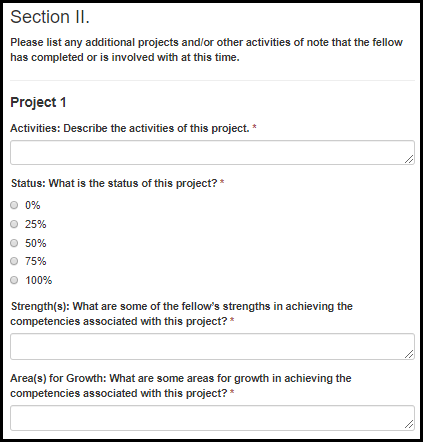 Section II.
Please list any additional projects and/or other activities of note that the fellow
has completed or is involved with at this time.
Project 1
Activities: Describe the activities of this project. *
Status: What is the status of this project? *
0%
25%
50%
75%
100%
Strength(s): What are some of the fellow's strengths in achieving the
competencies associated with this project? *
Area(s) for Growth: What are some areas for growth in achieving the
competencies associated with this project? *